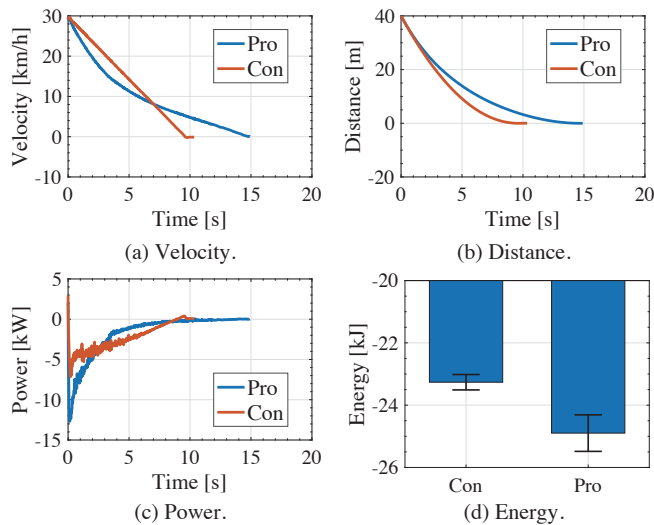 30
20
10
0
-10
Velocity [km/h]
Pro
Con
0 5 10 15 20
Time [s]
(a) Velocity.
40
20
0
-20
Distance [m]
Pro
Con
0 5 10 15 20
Time [s]
(b) Distance.
5
0
-5
-10
-15
Power [kW]
Pro
Con
0 5 10 15 20
Time [s]
(c) Power.
-20
-22
-24
-26
Energy [kJ]
Con Pro
(d) Energy.